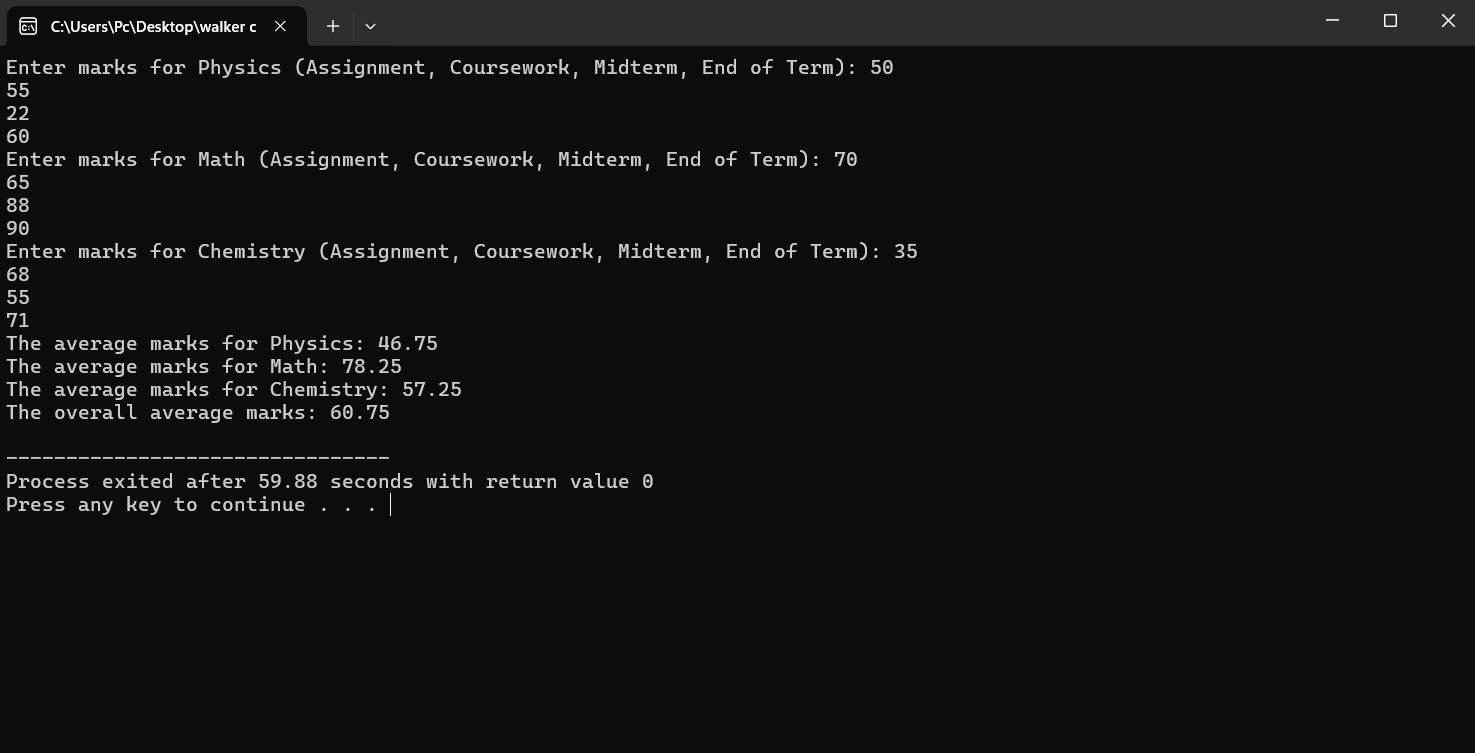 C:\Users\Pc\Desktop\walker c
Enter marks for Physics (Assignment, Coursework, Midterm, End of Term): 50
55
22
60
Enter marks for Math (Assignment, Coursework, Midterm, End of Term): 70
65
88
90
Enter marks for Chemistry (Assignment, Coursework, Midterm, End of Term): 35
68
55
71
The average marks for Physics: 46.75
The average marks for Math: 78.25
The average marks for Chemistry: 57.25
The overall average marks: 60.75
--------------------------------
Process exited after 59.88 seconds with return value 0
Press any key to continue . . .